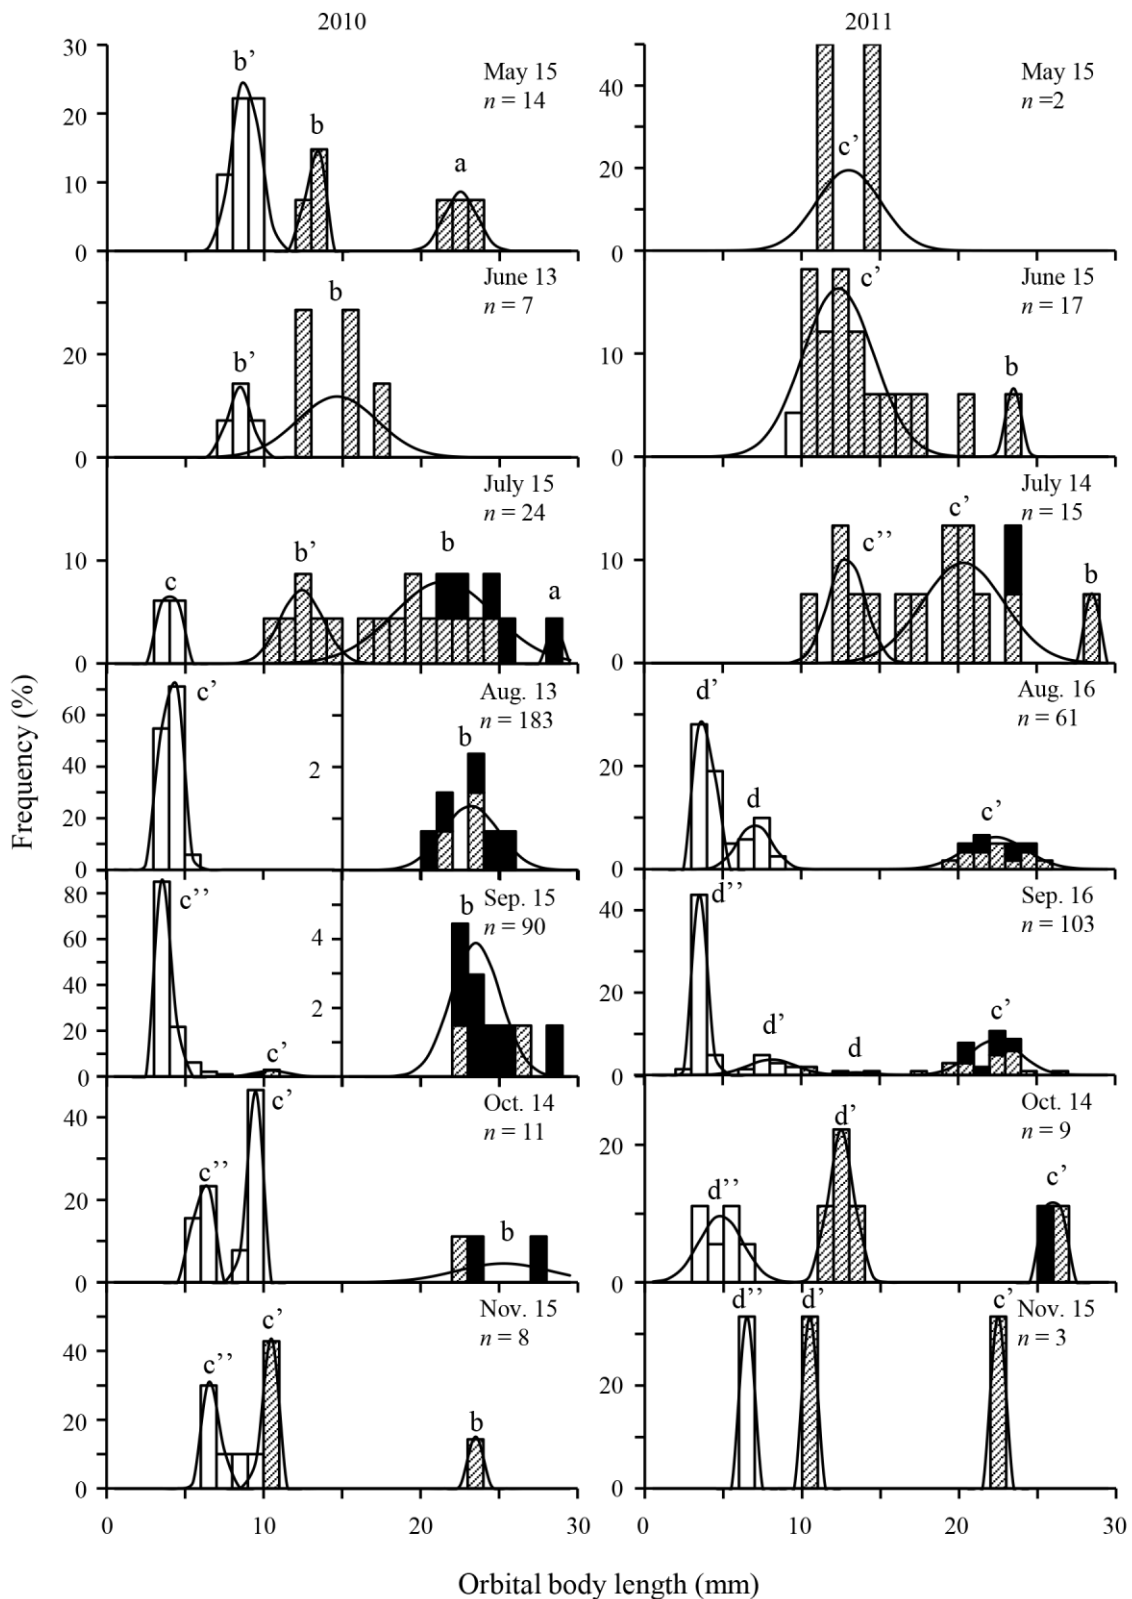 2010
2011
Frequency (%)
30
20
10
0
b’
b
a
May 15
n = 14
40
20
0
c’
May 15
n =2
20
0
b’
b
June 13
n = 7
10
0
c’
b
June 15
n = 17
10
0
c
b’
b
a
July 15
n = 24
10
0
c’’
c’
b
July 14
n = 15
60
40
20
0
c’
2
b
Aug. 13
n = 183
20
0
d’
d
c’
Aug. 16
n = 61
80
60
40
20
0
c’’
c’
4
2
b
Sep. 15
n = 90
40
20
0
d’’
d’
d
c’
Sep. 16
n = 103
40
20
0
c’’
c’
b
Oct. 14
n = 11
20
0
d’’
d’
c’
Oct. 14
n = 9
40
20
0
c’’
c’
b
Nov. 15
n = 8
20
0
d’’
d’
c’
Nov. 15
n = 3
0 10 20 30
0 10 20 30
Orbital body length (mm)